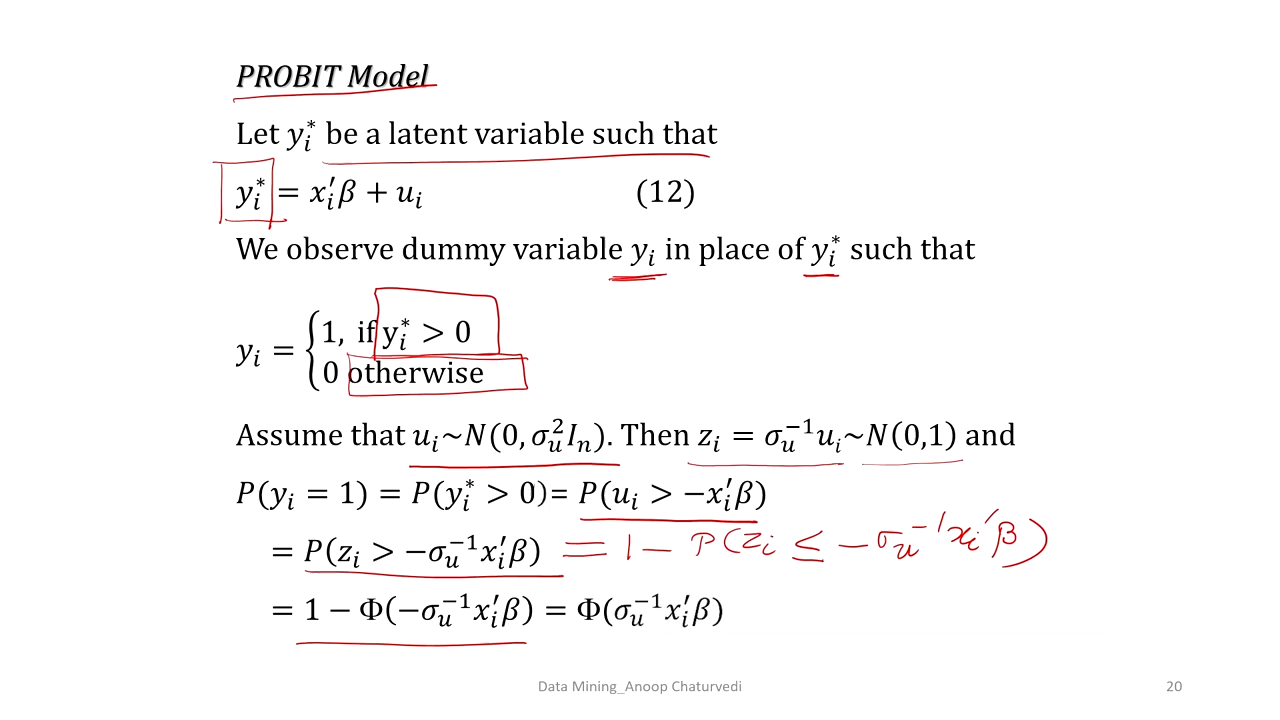 PROBIT Model
Let y_i^* be a latent variable such that
y_i^* = x_i′β + u_i (12)
We observe dummy variable y_i in place of y_i^* such that
y_i = {1, if y_i^* > 0
0 otherwise
Assume that u_i~N(0, σ_u^2 I_n). Then z_i = σ_u^{-1}u_i~N(0,1) and
P(y_i = 1) = P(y_i^* > 0)= P(u_i > −x_i′β)
= P(z_i > −σ_u^{-1}x_i′β) = 1 − P(z_i ≤ −σ_u^{-1}x_i′β)
= 1 − Φ(−σ_u^{-1}x_i′β) = Φ(σ_u^{-1}x_i′β)
Data Mining_Anoop Chaturvedi 20